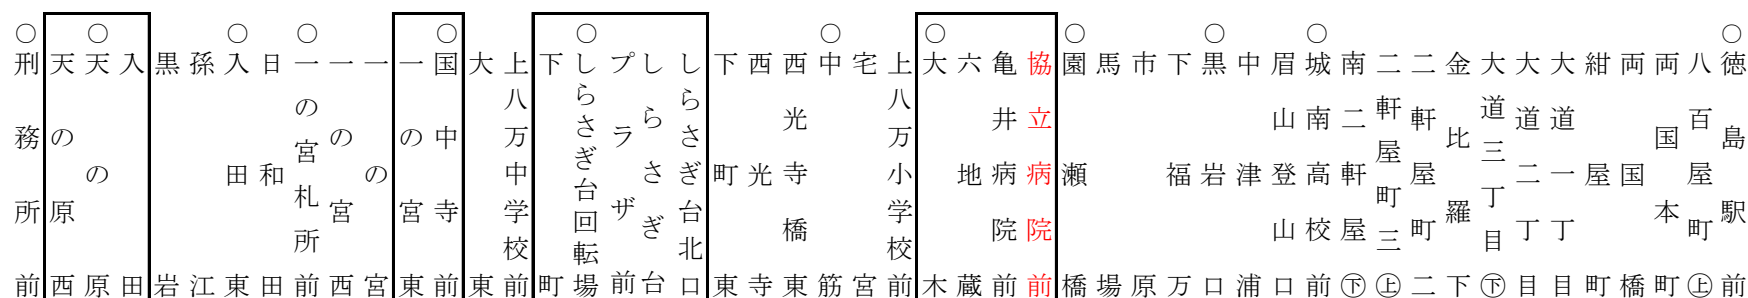 ○徳島駅前
八百屋町㊤
両国本町
両国橋
紺屋町
大道一丁目
大道二丁目
大道三丁目㊦
金比羅下
二軒屋町二
二軒屋町三㊤
南二軒屋㊦
○城南高校前
眉山登山口
中津浦
○黒岩口
下福万
市原
馬場
○園瀬橋
協立病院前
亀井病院前
六地蔵
○大木
上八万小学校前
宅宮
○中筋
西光寺橋東
西光寺
下町東
しらさぎ台北口
しらさぎ台
プラザ前
○しらさぎ台回転場
下町
上八万中学校前
大東
○国中寺前
一の宮東
一の宮
一の宮西
○一の宮札所前
日和田
○入田東
孫江
黒岩
入田
○天の原
天の原西
○刑務所前